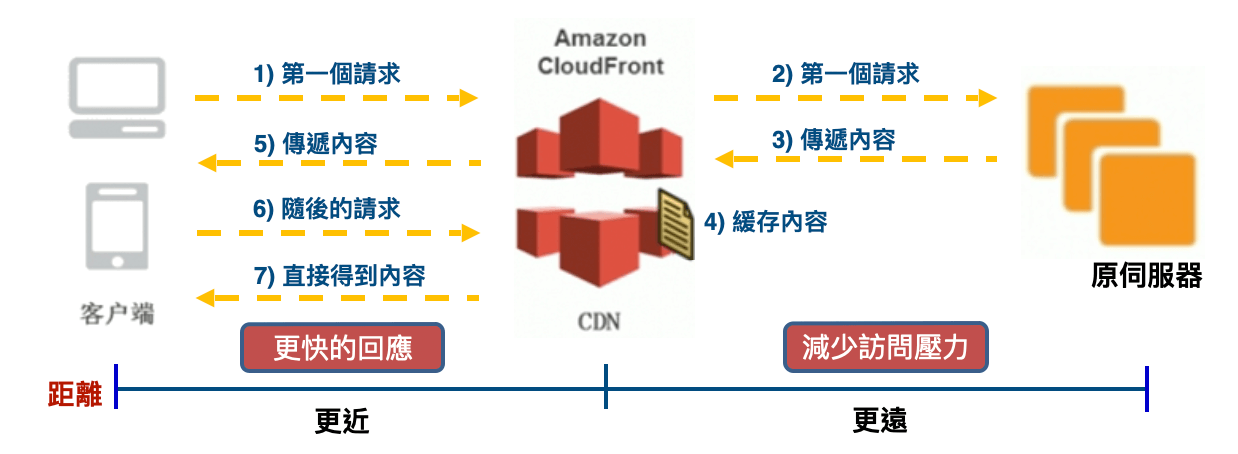 Amazon
CloudFront
1) 第一個請求
2) 第一個請求
5) 傳遞內容
3) 傳遞內容
6) 隨後的請求
4) 緩存內容
7) 直接得到內容
原伺服器
客户端
CDN
更快的回應
減少訪問壓力
距離
更近
更遠